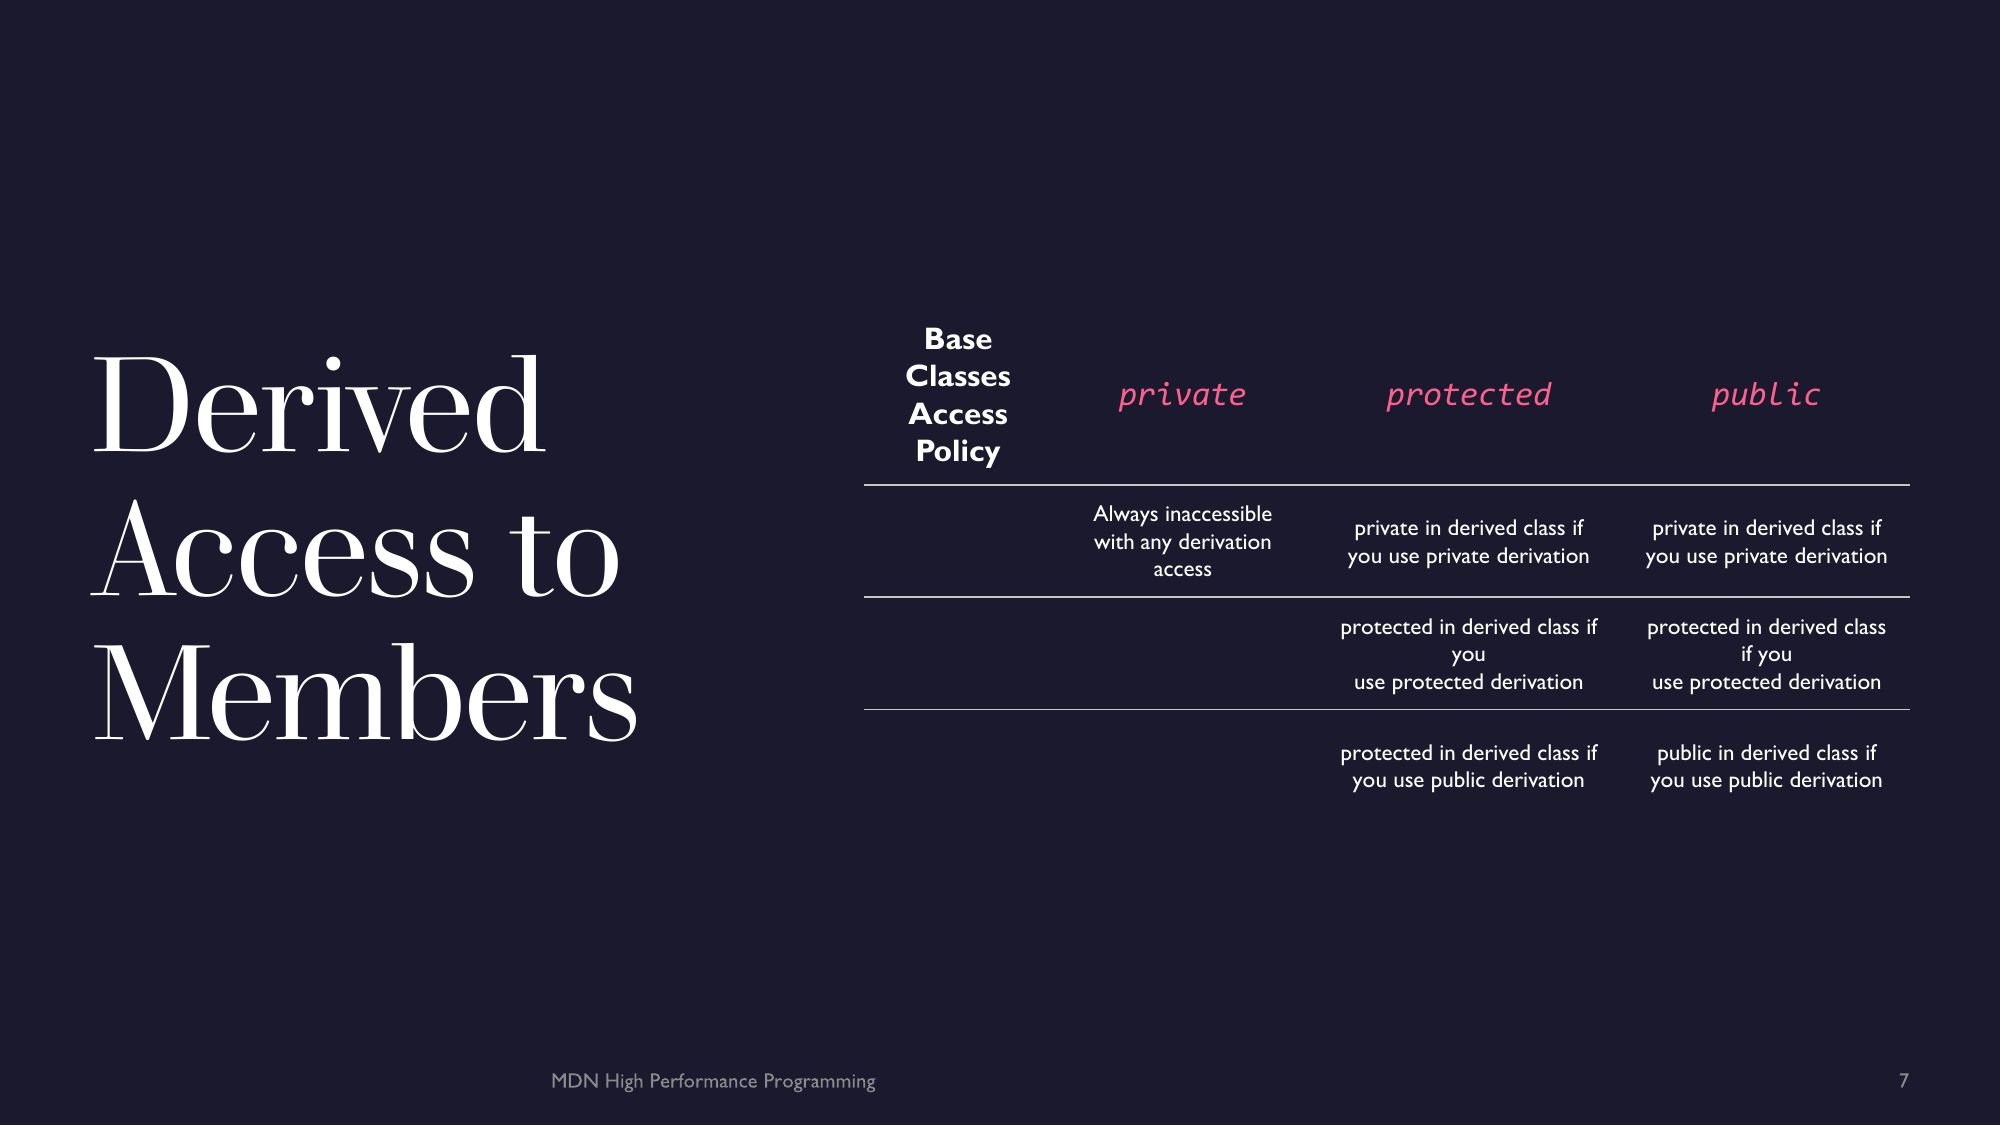 Derived
Access to
Members
Base
Classes
Access
Policy
private
protected
public
Always inaccessible
with any derivation
access
private in derived class if
you use private derivation
private in derived class if
you use private derivation
protected in derived class if
you
use protected derivation
protected in derived class
if you
use protected derivation
protected in derived class if
you use public derivation
public in derived class if
you use public derivation
MDN High Performance Programming
7